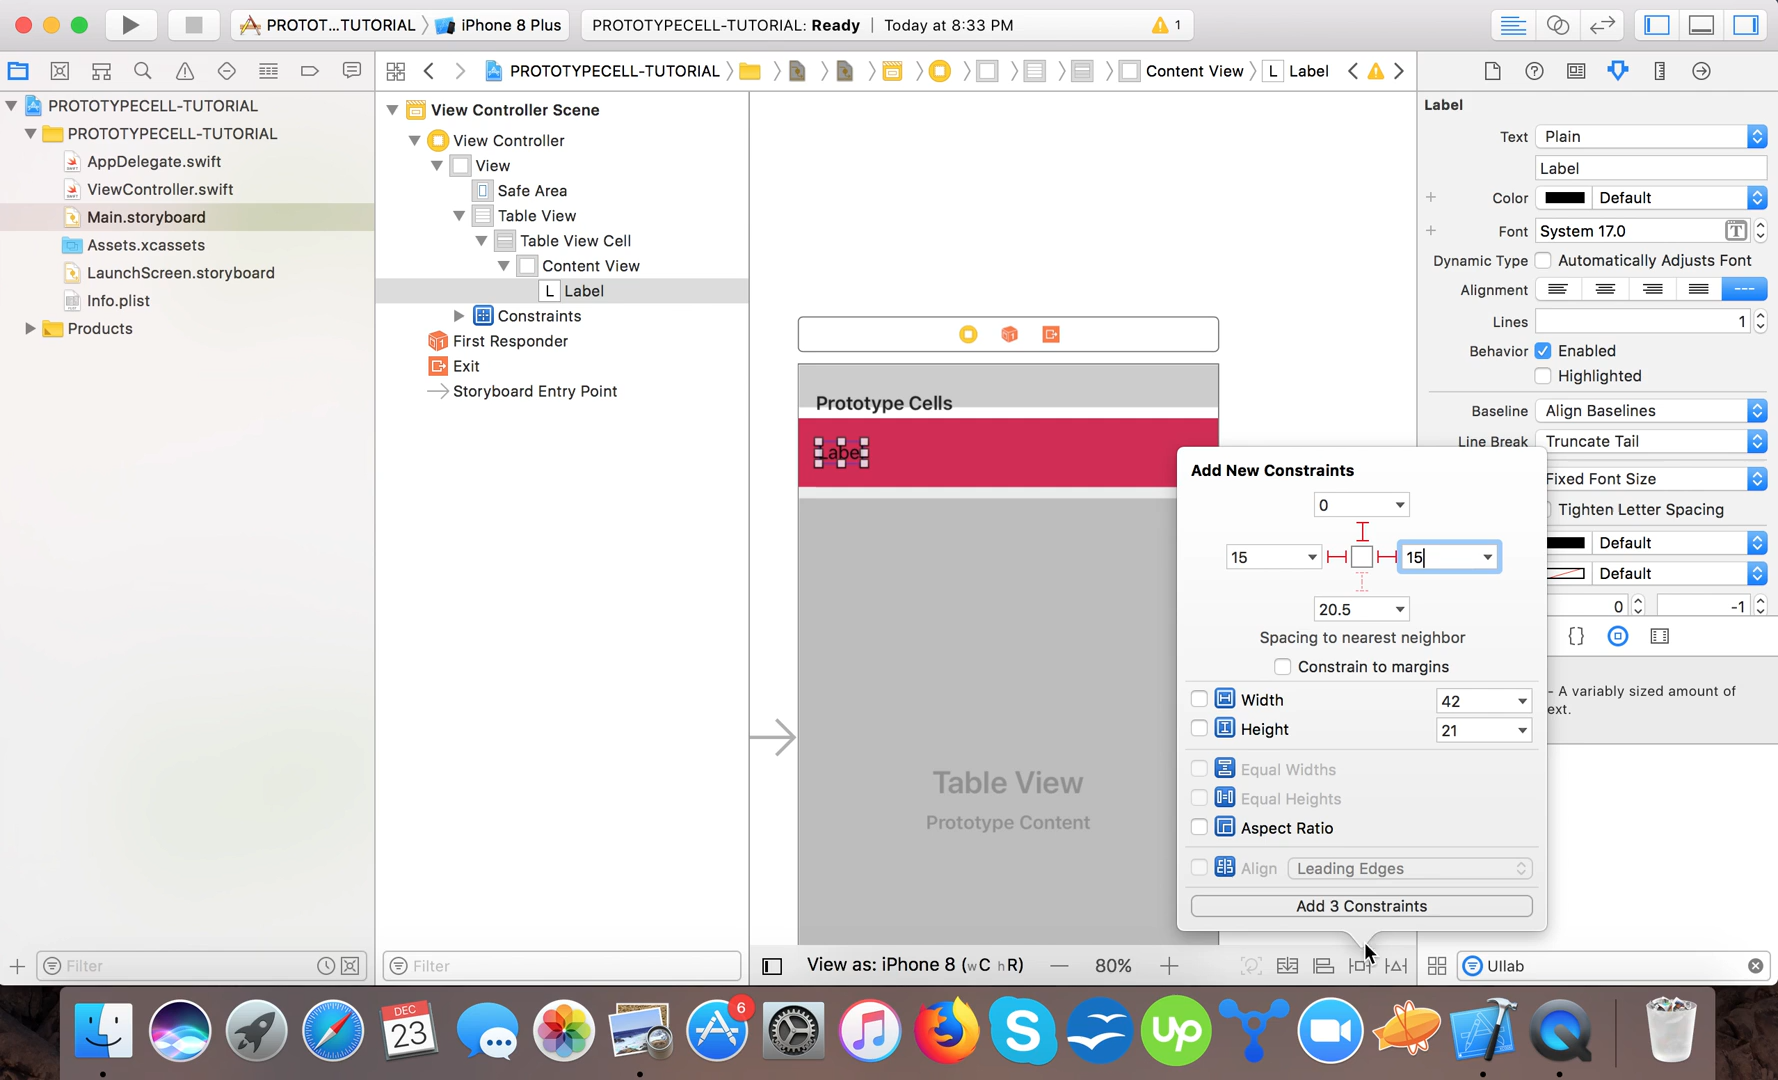 PROTOT...TUTORIAL
iPhone 8 Plus
PROTOTYPECELL-TUTORIAL: Ready | Today at 8:33 PM
1
PROTOTYPECELL-TUTORIAL
Content View
L Label
PROTOTYPECELL-TUTORIAL
PROTOTYPECELL-TUTORIAL
AppDelegate.swift
ViewController.swift
Main.storyboard
Assets.xcassets
LaunchScreen.storyboard
Info.plist
Products
Filter
View Controller Scene
View Controller
View
Safe Area
Table View
Table View Cell
Content View
L Label
Constraints
First Responder
Exit
Storyboard Entry Point
Filter
Prototype Cells
Label
Table View
Prototype Content
View as: iPhone 8 (wC hR)
80%
Add New Constraints
0
15
15
20.5
Spacing to nearest neighbor
Constrain to margins
Width 42
Height 21
Equal Widths
Equal Heights
Aspect Ratio
Align Leading Edges
Add 3 Constraints
Label
Text Plain
Label
Color Default
Font System 17.0 T
Dynamic Type Automatically Adjusts Font
Alignment ---
Lines 1
Behavior Enabled
Highlighted
Baseline Align Baselines
Line Break Truncate Tail
Fixed Font Size
Tighten Letter Spacing
Default
Default
0 -1
{}
- A variably sized amount of
ext.
UIlab
DEC
23
6
S
Up